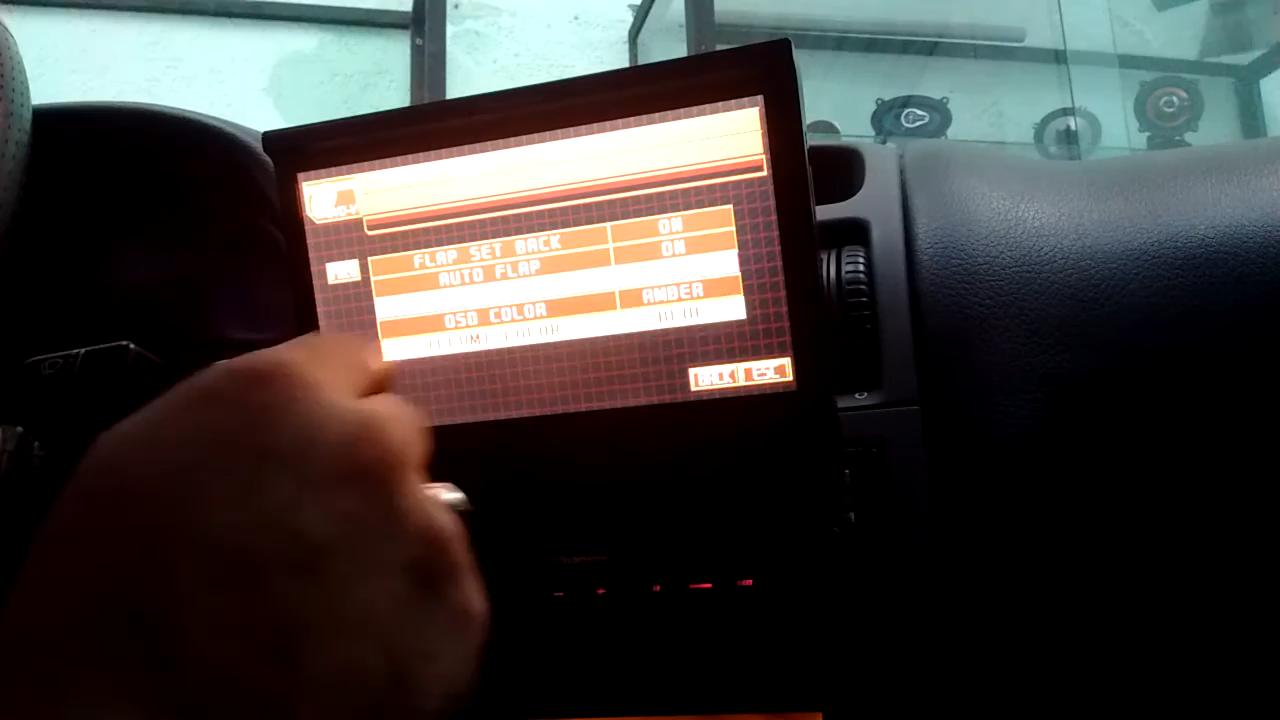 FLAP SET BACK ON
AUTO FLAP ON
OSD COLOR AMBER
BACK ESC